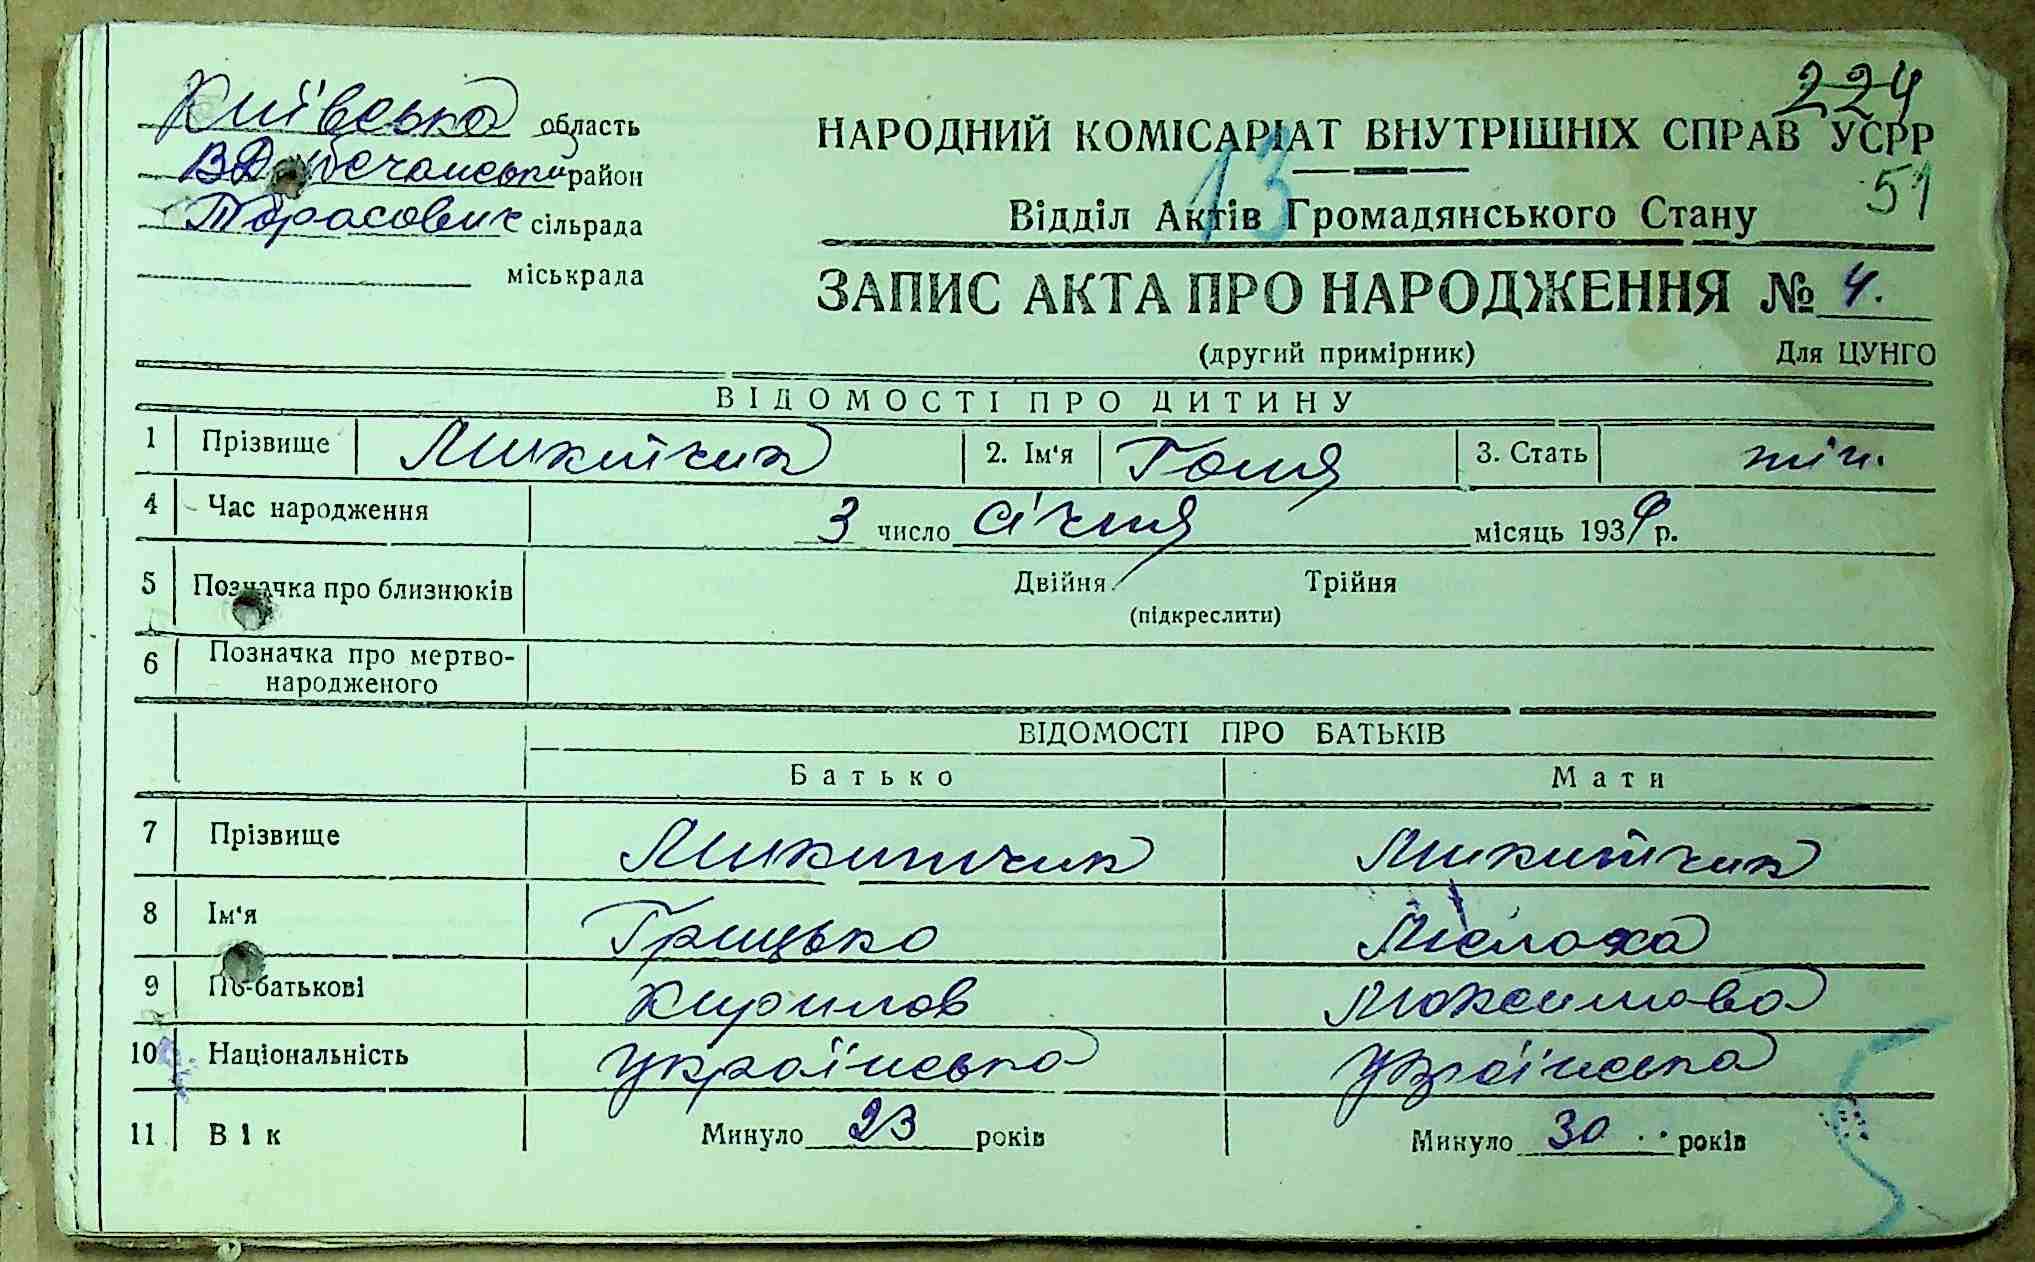 224
Київська область
НАРОДНИЙ КОМІСАРІАТ ВНУТРІШНІХ СПРАВ УСРР
район
13
51
сільрада
Відділ Актів Громадянського Стану
міськрада
ЗАПИС АКТА ПРО НАРОДЖЕННЯ № 4.
(другий примірник) Для ЦУНГО
ВІДОМОСТІ ПРО ДИТИНУ
1 Прізвище Микитчик 2. Ім'я Ганя 3. Стать жін.
4 Час народження 3 число січня місяць 1939 р.
5 Позначка про близнюків Двійня Трійня
(підкреслити)
6 Позначка про мертво-
народженого
ВІДОМОСТІ ПРО БАТЬКІВ
Батько Мати
7 Прізвище Микитчик Микитчик
8 Ім'я Грицько
9 По-батькові Кирилов Максимова
10 Національність українська українська
11 Вік Минуло 23 років Минуло 30 років